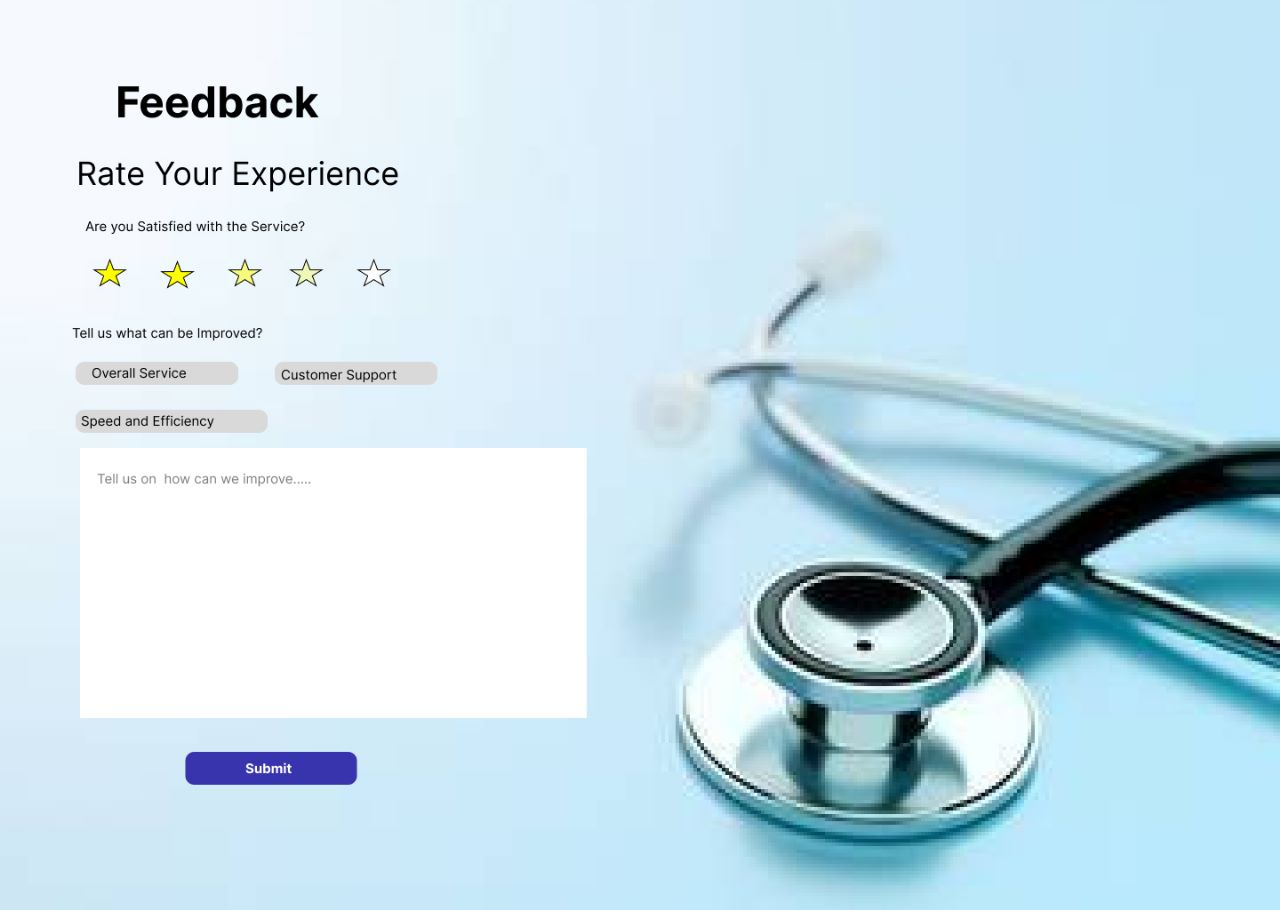 Feedback
Rate Your Experience
Are you Satisfied with the Service?
Tell us what can be Improved?
Overall Service
Customer Support
Speed and Efficiency
Tell us on  how can we improve.....
Submit